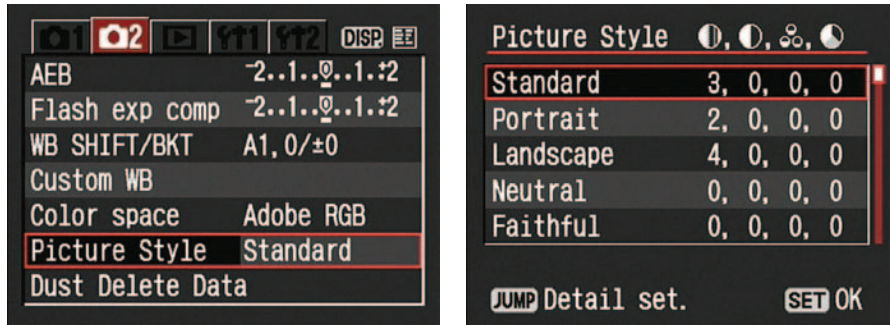 1 2 1 2 DISP.
AEB -2..1..0..1.:+2
Flash exp comp -2..1..0..1.:+2
WB SHIFT/BKT A1,0/±0
Custom WB
Color space Adobe RGB
Picture Style Standard
Dust Delete Data
Picture Style , , ,
Standard 3, 0, 0, 0
Portrait 2, 0, 0, 0
Landscape 4, 0, 0, 0
Neutral 0, 0, 0, 0
Faithful 0, 0, 0, 0
JUMP Detail set. SET OK